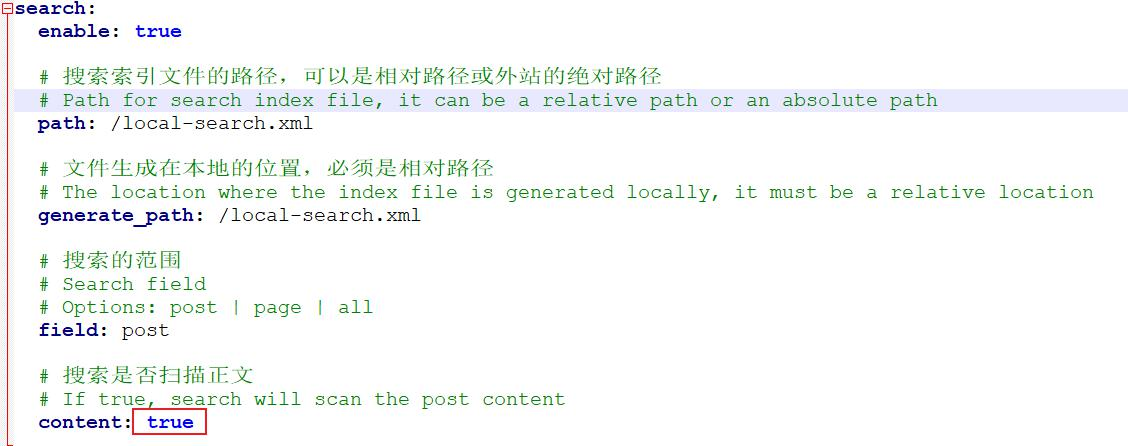 search:
enable: true
# 搜索索引文件的路径，可以是相对路径或外站的绝对路径
# Path for search index file, it can be a relative path or an absolute path
path: /local-search.xml
# 文件生成在本地的位置，必须是相对路径
# The location where the index file is generated locally, it must be a relative location
generate_path: /local-search.xml
# 搜索的范围
# Search field
# Options: post | page | all
field: post
# 搜索是否扫描正文
# If true, search will scan the post content
content: true